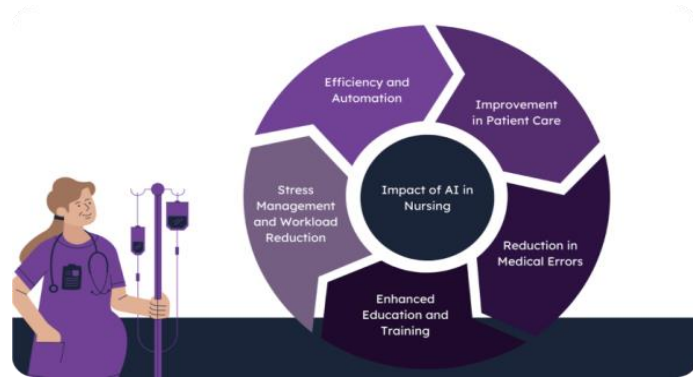 Efficiency and
Automation
Improvement
in Patient Care
Stress
Management
and Workload
Reduction
Impact of AI in
Nursing
Reduction in
Medical Errors
Enhanced
Education and
Training